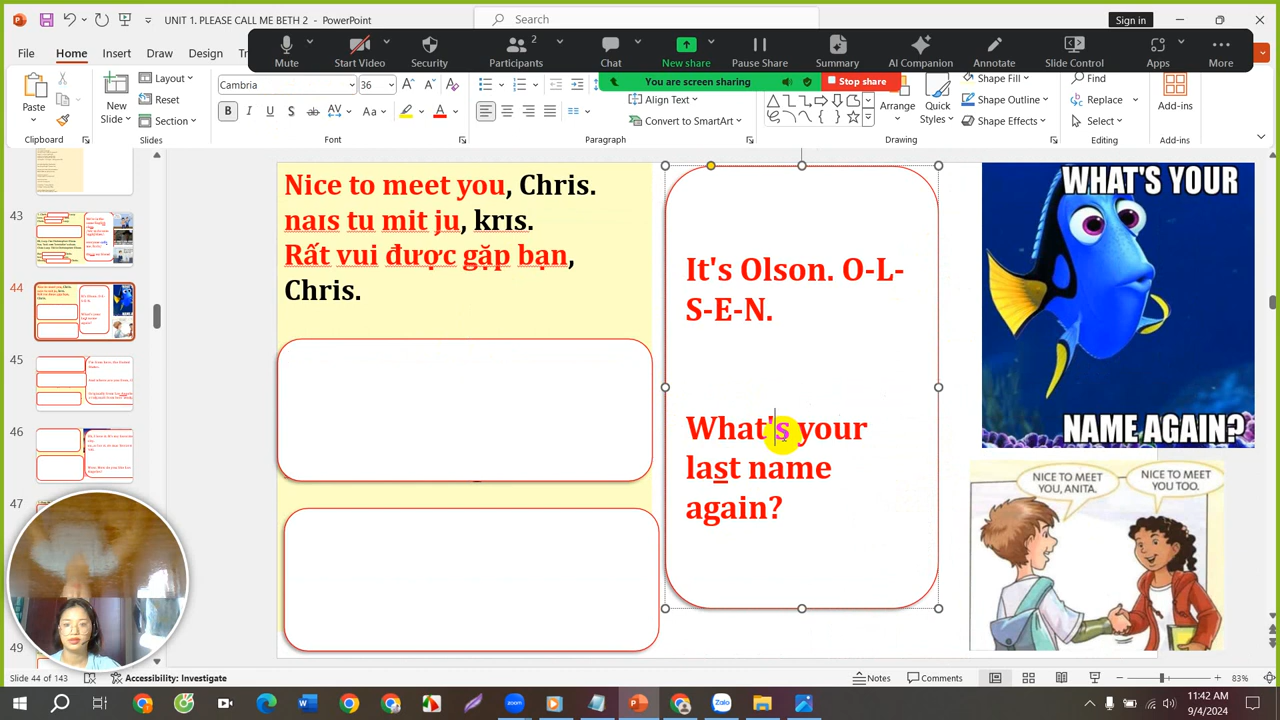 UNIT 1. PLEASE CALL ME BETH 2 - PowerPoint
Search
Sign in
File
Home
Insert
Draw
Design
Mute
Start Video
Security
Participants
2
Chat
New share
Pause Share
Summary
AI Companion
Annotate
Slide Control
Apps
More
You are screen sharing
Stop share
Paste
New
Slide
Layout
Reset
Section
Cambria
36
Align Text
Convert to SmartArt
Arrange
Quick
Styles
Shape Fill
Shape Outline
Shape Effects
Find
Replace
Select
Add-ins
Clipboard
Slides
Font
Paragraph
Drawing
Editing
Add-ins
43
44
45
46
47
49
Nice to meet you, Chris.
naɪs tu mit ju, krɪs.
Rất vui được gặp bạn,
Chris.
It's Olson. O-L-
S-E-N.
What's your
last name
again?
WHAT'S YOUR
NAME AGAIN?
NICE TO MEET
YOU, ANITA.
NICE TO MEET
YOU TOO.
Slide 44 of 143
Accessibility: Investigate
Notes
Comments
83%
11:42 AM
9/4/2024